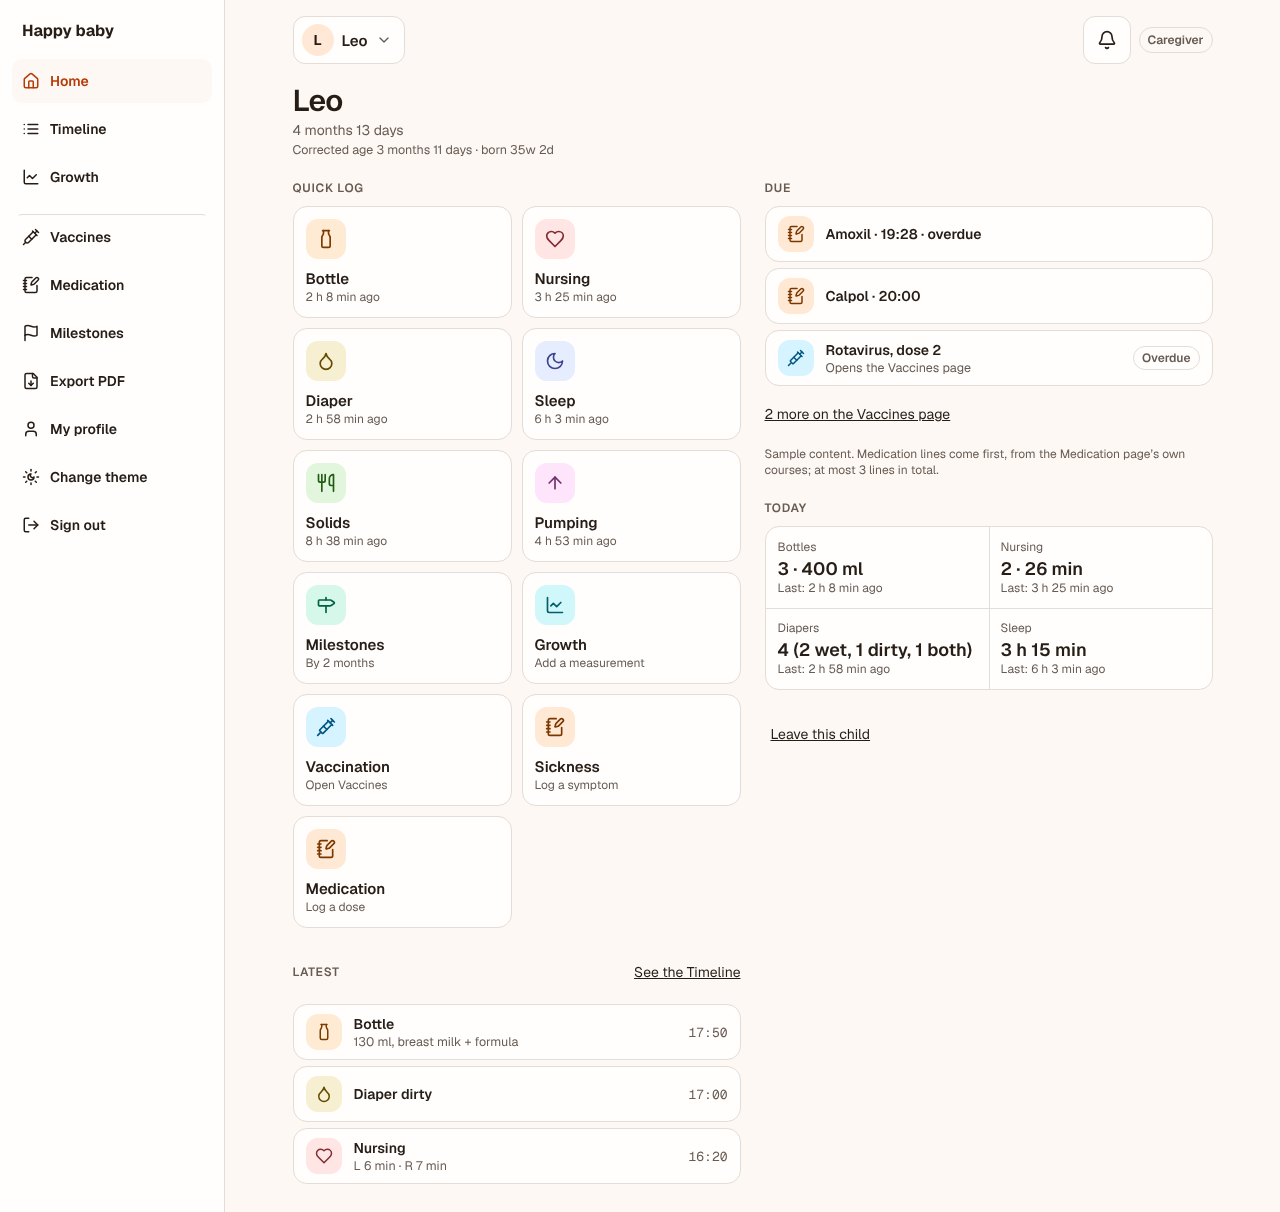 Happy baby
Home
Timeline
Growth
Vaccines
Medication
Milestones
Export PDF
My profile
Change theme
Sign out
L Leo
Caregiver
Leo
4 months 13 days
Corrected age 3 months 11 days · born 35w 2d
QUICK LOG
Bottle
2 h 8 min ago
Nursing
3 h 25 min ago
Diaper
2 h 58 min ago
Sleep
6 h 3 min ago
Solids
8 h 38 min ago
Pumping
4 h 53 min ago
Milestones
By 2 months
Growth
Add a measurement
Vaccination
Open Vaccines
Sickness
Log a symptom
Medication
Log a dose
LATEST
See the Timeline
Bottle
130 ml, breast milk + formula
17:50
Diaper dirty
17:00
Nursing
L 6 min · R 7 min
16:20
DUE
Amoxil · 19:28 · overdue
Calpol · 20:00
Rotavirus, dose 2
Opens the Vaccines page
Overdue
2 more on the Vaccines page
Sample content. Medication lines come first, from the Medication page's own
courses; at most 3 lines in total.
TODAY
Bottles
3 · 400 ml
Last: 2 h 8 min ago
Nursing
2 · 26 min
Last: 3 h 25 min ago
Diapers
4 (2 wet, 1 dirty, 1 both)
Last: 2 h 58 min ago
Sleep
3 h 15 min
Last: 6 h 3 min ago
Leave this child